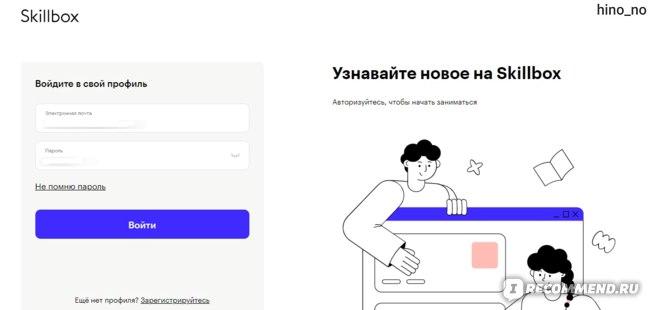 Skillbox
hino_no
Войдите в свой профиль
Узнавайте новое на Skillbox
Электронная почта
Авторизуйтесь, чтобы начать заниматься
Пароль
Не помню пароль
Войти
Ещё нет профиля? Зарегистрируйтесь
I RECOMMEND.RU